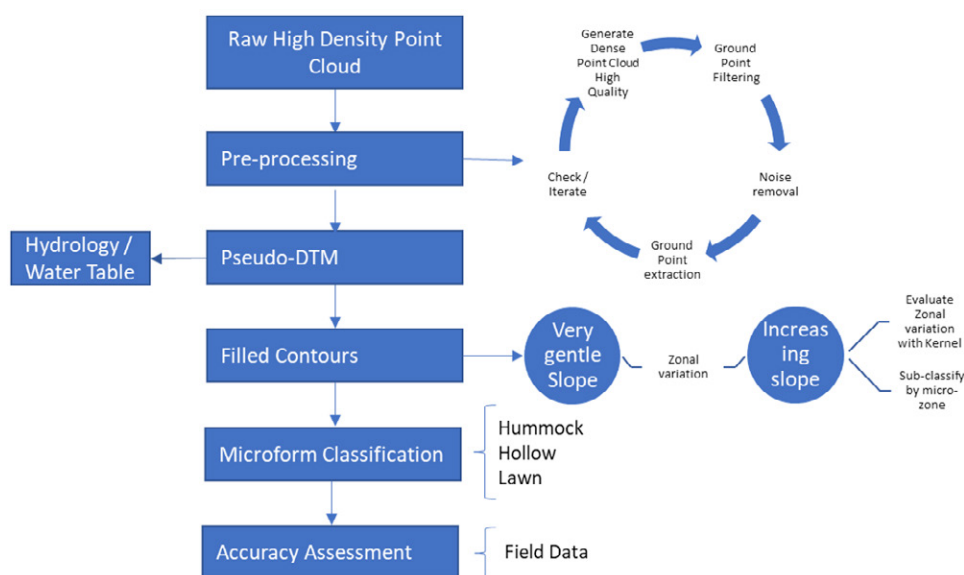 Raw High Density Point
Cloud
Generate
Dense
Point Cloud
High
Quality
Ground
Point
Filtering
Pre-processing
Check /
Iterate
Noise
removal
Hydrology /
Water Table
Pseudo-DTM
Ground
Point
extraction
Filled Contours
Very
gentle
Slope
Zonal
variation
Increas
ing
slope
Evaluate
Zonal
variation
with Kernel
Sub-classify
by micro-
zone
Microform Classification
Hummock
Hollow
Lawn
Accuracy Assessment
Field Data